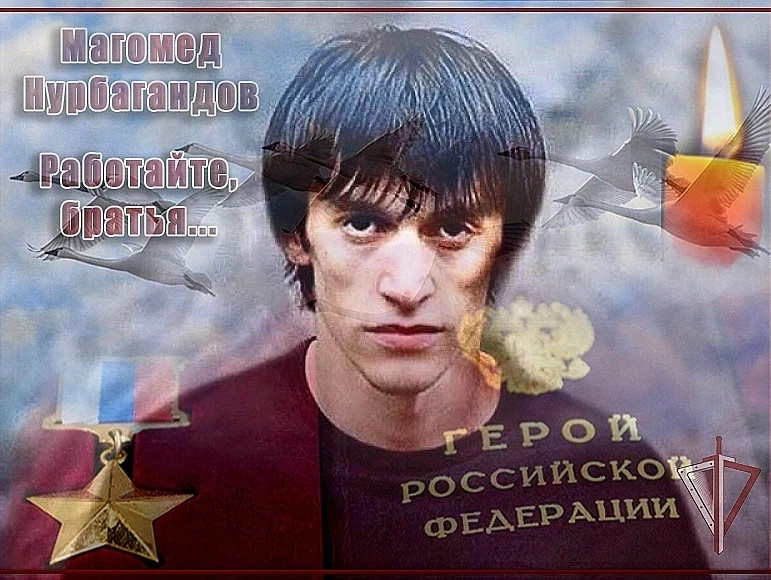 Магомед
Нурбагандов
Работайте,
братья...
ГЕРОЙ
РОССИЙСКОЙ
ФЕДЕРАЦИИ